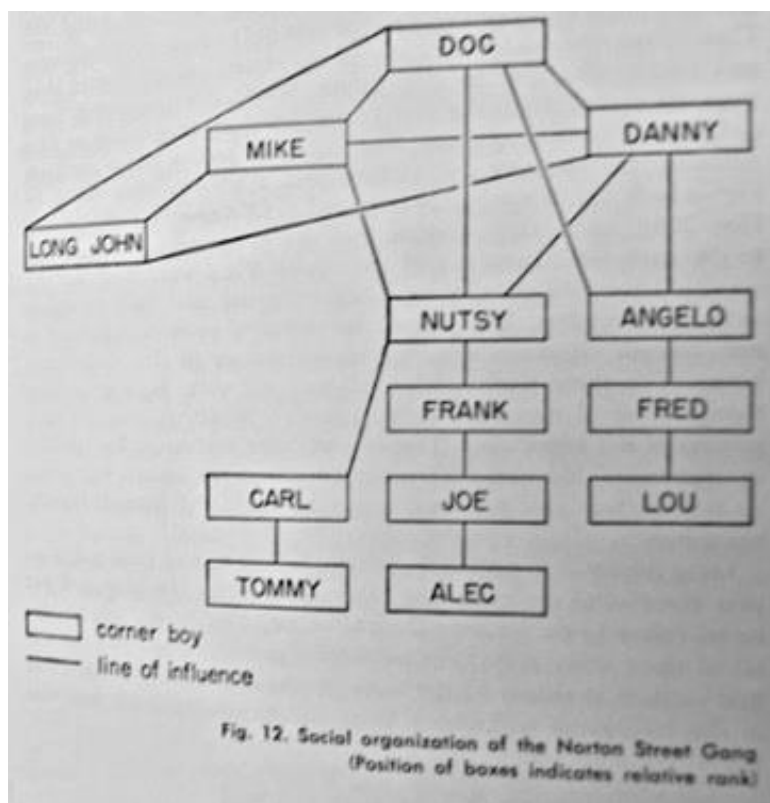 DOC
MIKE
DANNY
LONG JOHN
NUTSY
ANGELO
FRANK
FRED
CARL
JOE
LOU
TOMMY
ALEC
corner boy
line of influence
Fig. 12. Social organization of the Norton Street Gang
(Position of boxes indicates relative rank)